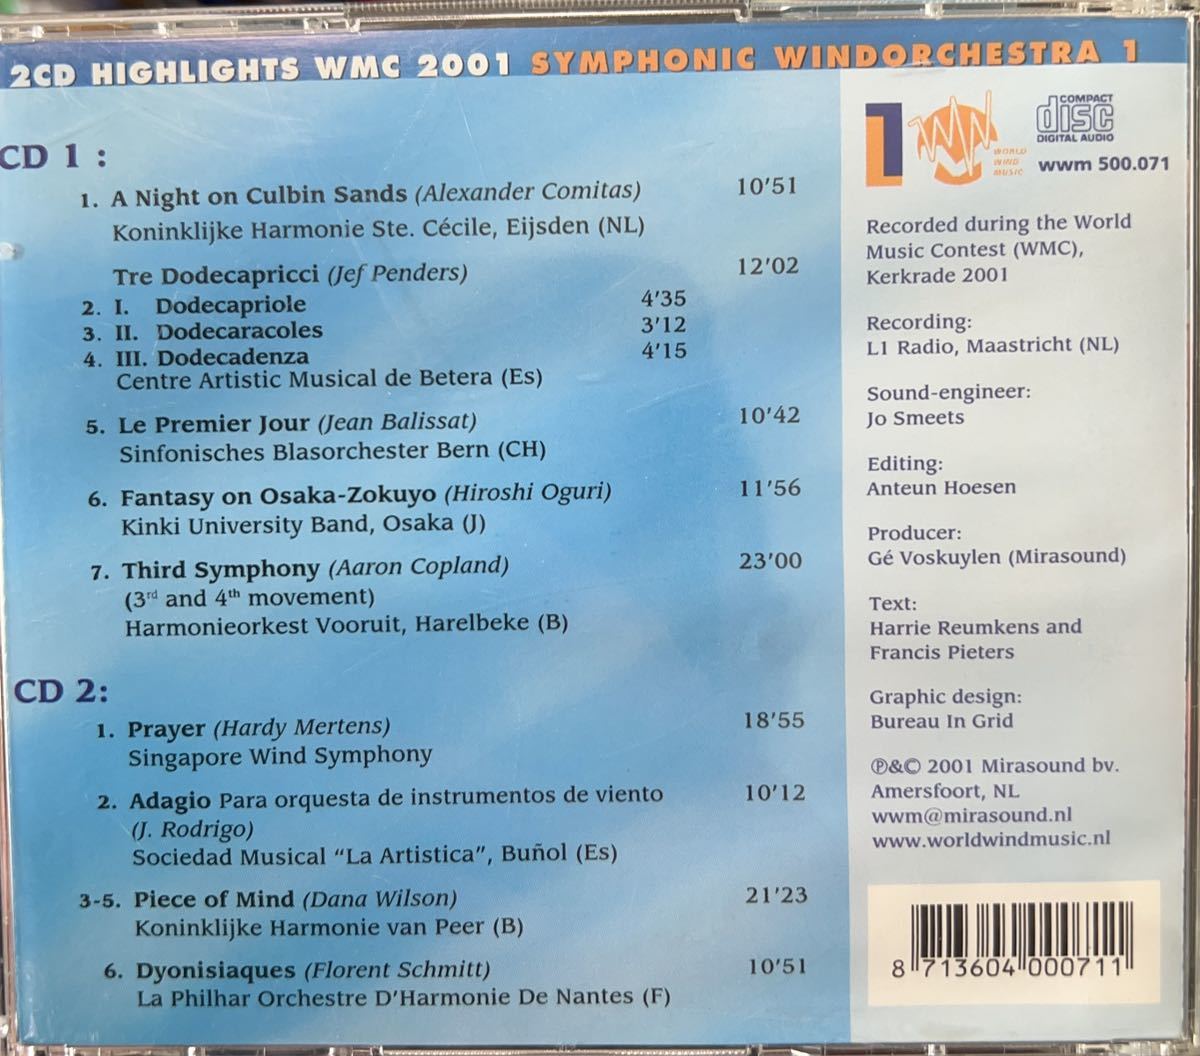 2CD HIGHLIGHTS WMC 2001 SYMPHONIC WINDORCHESTRA 1
CD 1 :
1. A Night on Culbin Sands (Alexander Comitas) 10'51
Koninklijke Harmonie Ste. Cécile, Eijsden (NL)
Tre Dodecapricci (Jef Penders) 12'02
2. I. Dodecapriole 4'35
3. II. Dodecaracoles 3'12
4. III. Dodecadenza 4'15
Centre Artistic Musical de Betera (Es)
5. Le Premier Jour (Jean Balissat) 10'42
Sinfonisches Blasorchester Bern (CH)
6. Fantasy on Osaka-Zokuyo (Hiroshi Oguri) 11'56
Kinki University Band, Osaka (J)
7. Third Symphony (Aaron Copland) 23'00
(3rd and 4th movement)
Harmonieorkest Vooruit, Harelbeke (B)
CD 2:
1. Prayer (Hardy Mertens) 18'55
Singapore Wind Symphony
2. Adagio Para orquesta de instrumentos de viento 10'12
(J. Rodrigo)
Sociedad Musical "La Artistica", Buñol (Es)
3-5. Piece of Mind (Dana Wilson) 21'23
Koninklijke Harmonie van Peer (B)
6. Dyonisiaques (Florent Schmitt) 10'51
La Philhar Orchestre D'Harmonie De Nantes (F)
L1
WORLD
WIND
MUSIC
COMPACT
disc
DIGITAL AUDIO
wwm 500.071
Recorded during the World
Music Contest (WMC),
Kerkrade 2001
Recording:
L1 Radio, Maastricht (NL)
Sound-engineer:
Jo Smeets
Editing:
Anteun Hoesen
Producer:
Gé Voskuylen (Mirasound)
Text:
Harrie Reumkens and
Francis Pieters
Graphic design:
Bureau In Grid
℗&© 2001 Mirasound bv.
Amersfoort, NL
wwm@mirasound.nl
www.worldwindmusic.nl
8 713604 000711